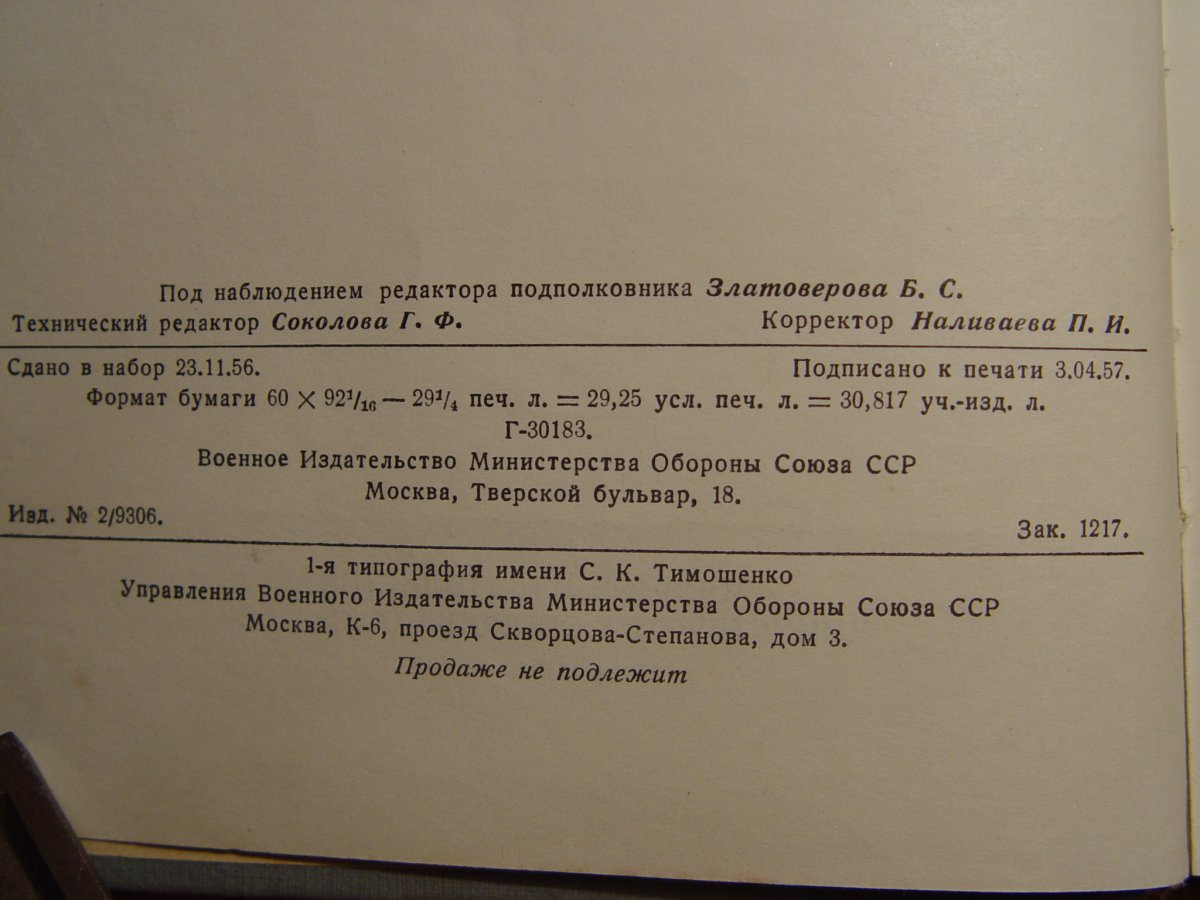 Под наблюдением редактора подполковника Златоверова Б. С.
Технический редактор Соколова Г. Ф. Корректор Наливаева П. И.
Сдано в набор 23.11.56. Подписано к печати 3.04.57.
Формат бумаги 60 × 92¹/₁₆ — 29¹/₄ печ. л. = 29,25 усл. печ. л. = 30,817 уч.-изд. л.
Г-30183.
Военное Издательство Министерства Обороны Союза ССР
Москва, Тверской бульвар, 18.
Изд. № 2/9306. Зак. 1217.
1-я типография имени С. К. Тимошенко
Управления Военного Издательства Министерства Обороны Союза ССР
Москва, К-6, проезд Скворцова-Степанова, дом 3.
Продаже не подлежит